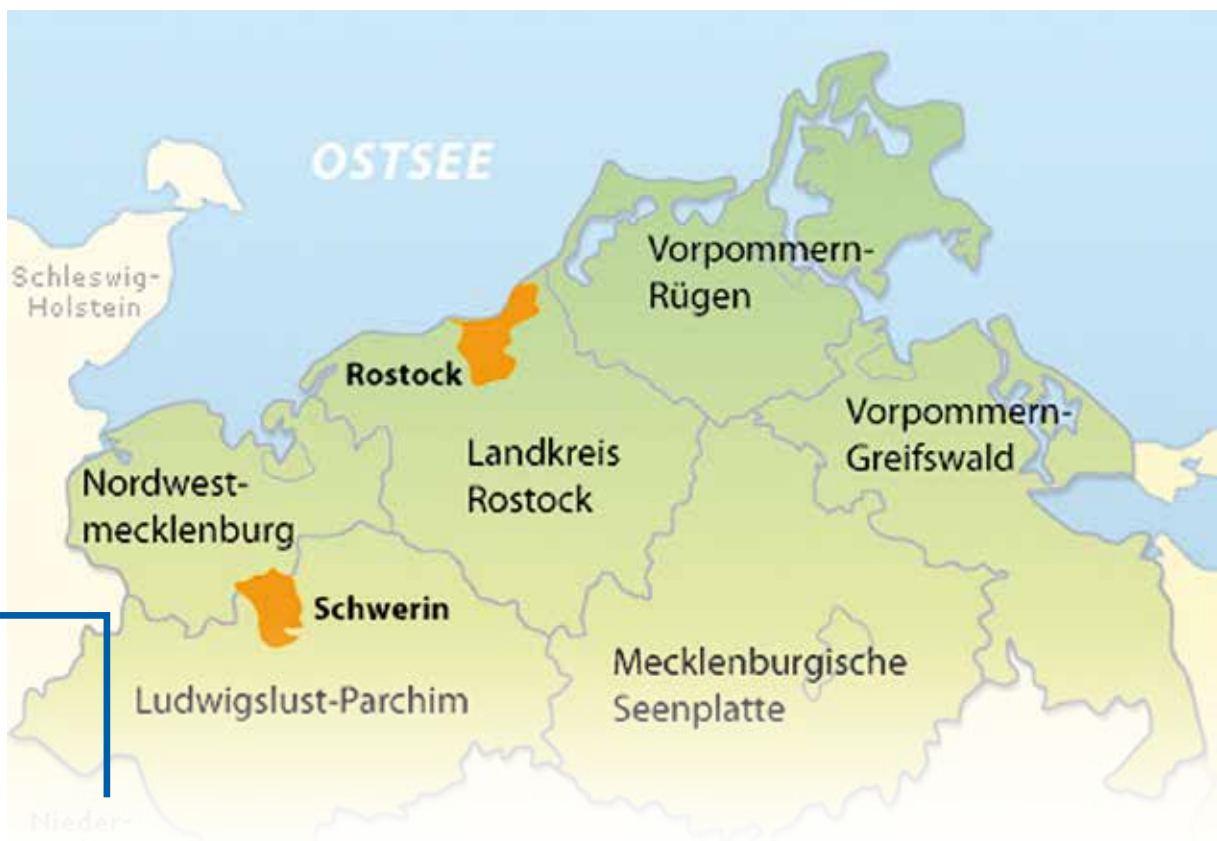 OSTSEE
Schleswig-
Holstein
Vorpommern-
Rügen
Rostock
Vorpommern-
Greifswald
Landkreis
Rostock
Nordwest-
mecklenburg
Schwerin
Mecklenburgische
Seenplatte
Ludwigslust-Parchim
Nieder-